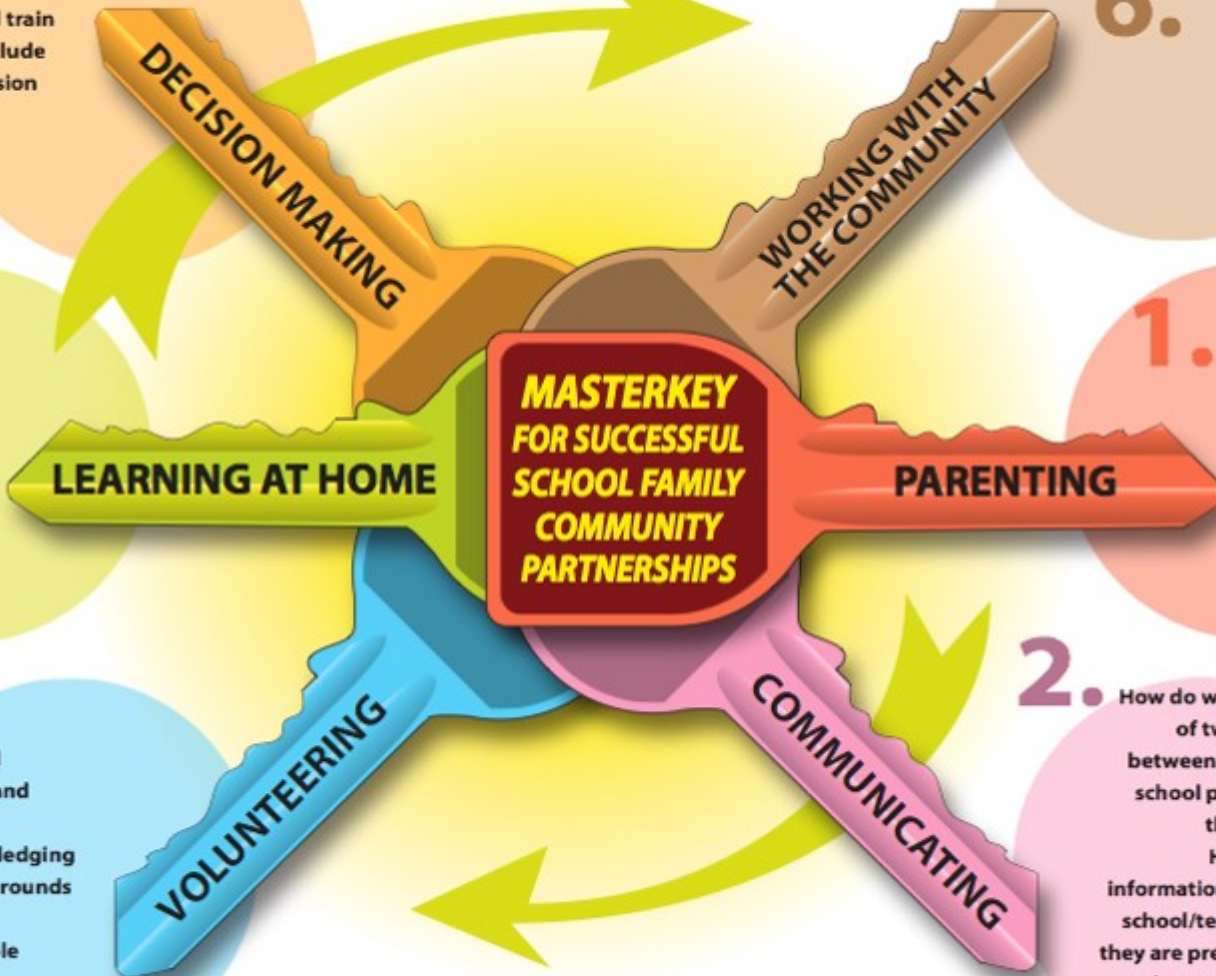 train
lude
sion
DECISION MAKING
6.
WORKING WITH
THE COMMUNITY
1.
MASTERKEY
FOR SUCCESSFUL
SCHOOL FAMILY
COMMUNITY
PARTNERSHIPS
LEARNING AT HOME
PARENTING
2.
How do w
of tw
between
school p
th
H
informatio
school/te
they are pre
COMMUNICATING
VOLUNTEERING
and
ledging
rounds
le